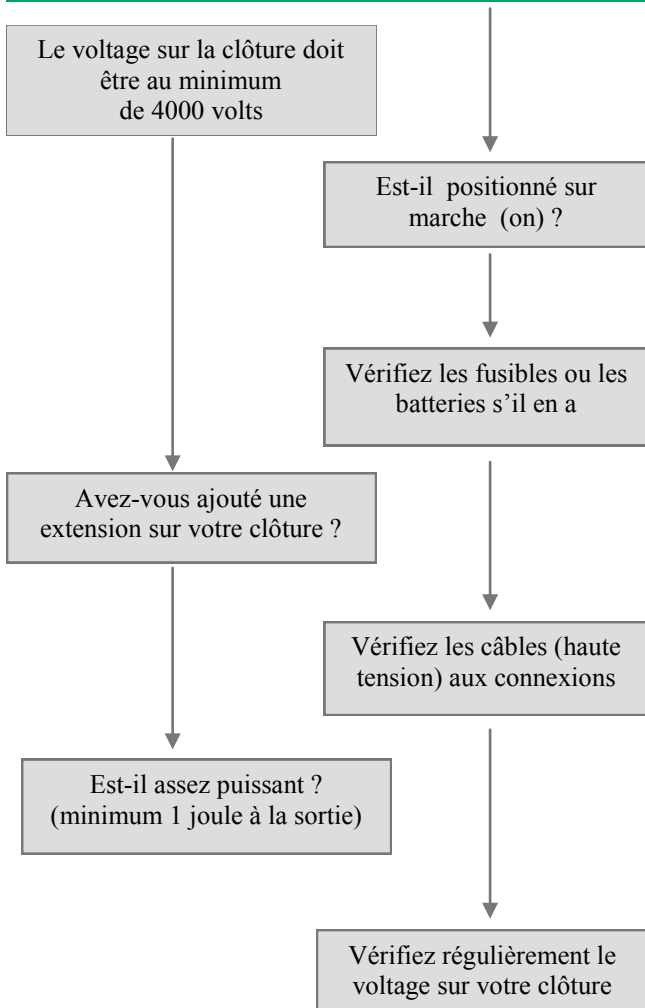 Le voltage sur la clôture doit
être au minimum
de 4000 volts
Est-il positionné sur
marche (on) ?
Vérifiez les fusibles ou les
batteries s’il en a
Avez-vous ajouté une
extension sur votre clôture ?
Vérifiez les câbles (haute
tension) aux connexions
Est-il assez puissant ?
(minimum 1 joule à la sortie)
Vérifiez régulièrement le
voltage sur votre clôture